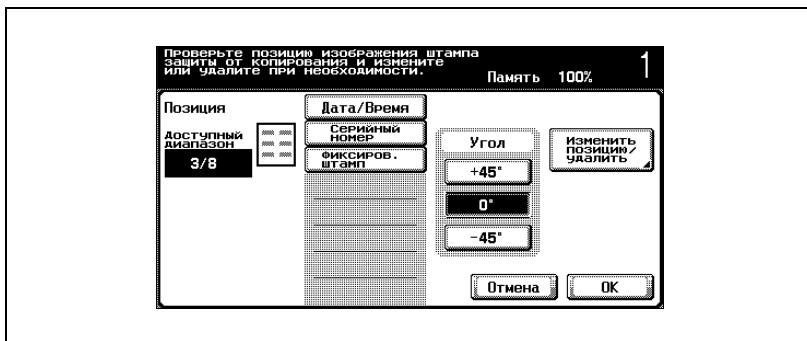 Проверьте позицию изображения штампа
защиты от копирования и измените
или удалите при необходимости.
Память 100%
1
Позиция
Доступный
диапазон
3/8
Дата/Время
Серийный
номер
Фиксиров.
штамп
Угол
+45°
0°
-45°
Изменить
позицию/
удалить
Отмена
OK